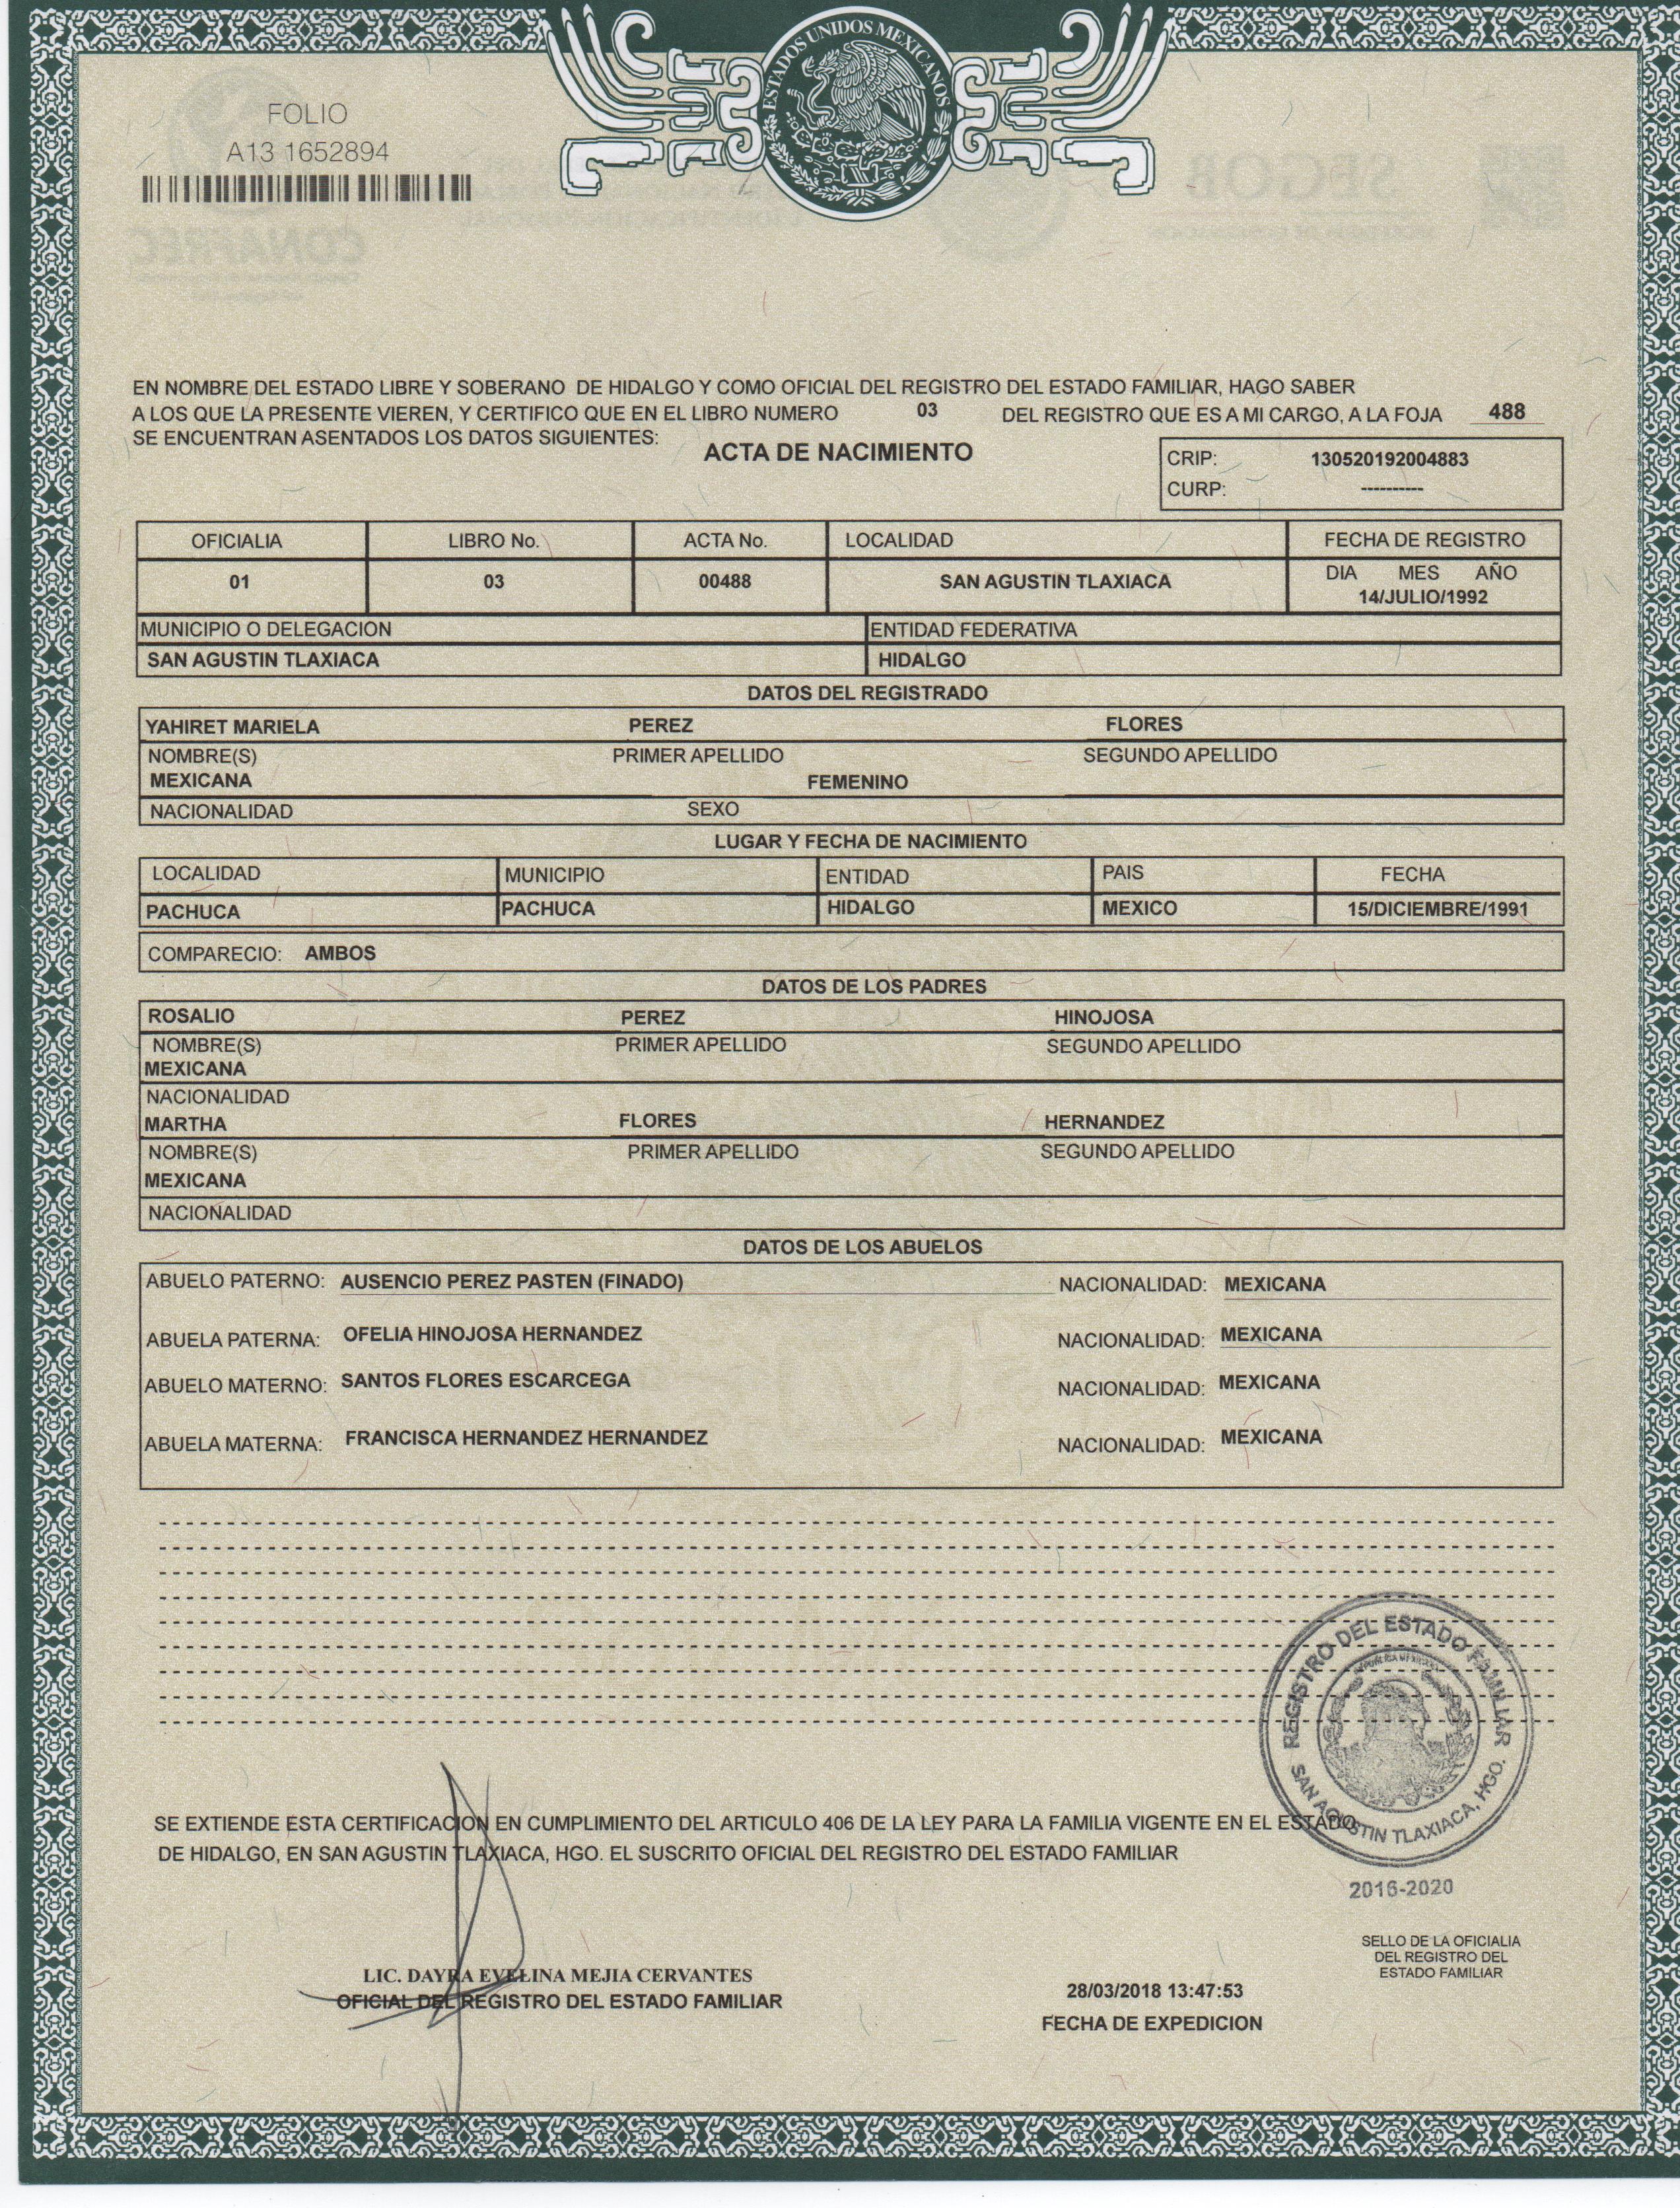 ESTADOS UNIDOS MEXICANOS
FOLIO
A13 1652894
EN NOMBRE DEL ESTADO LIBRE Y SOBERANO DE HIDALGO Y COMO OFICIAL DEL REGISTRO DEL ESTADO FAMILIAR, HAGO SABER
A LOS QUE LA PRESENTE VIEREN, Y CERTIFICO QUE EN EL LIBRO NUMERO 03 DEL REGISTRO QUE ES A MI CARGO, A LA FOJA 488
SE ENCUENTRAN ASENTADOS LOS DATOS SIGUIENTES:
ACTA DE NACIMIENTO
CRIP: 130520192004883
CURP: ----------
OFICIALIA LIBRO No. ACTA No. LOCALIDAD FECHA DE REGISTRO
01 03 00488 SAN AGUSTIN TLAXIACA DIA MES AÑO
14/JULIO/1992
MUNICIPIO O DELEGACION ENTIDAD FEDERATIVA
SAN AGUSTIN TLAXIACA HIDALGO
DATOS DEL REGISTRADO
YAHIRET MARIELA PEREZ FLORES
NOMBRE(S) PRIMER APELLIDO SEGUNDO APELLIDO
MEXICANA FEMENINO
NACIONALIDAD SEXO
LUGAR Y FECHA DE NACIMIENTO
LOCALIDAD MUNICIPIO ENTIDAD PAIS FECHA
PACHUCA PACHUCA HIDALGO MEXICO 15/DICIEMBRE/1991
COMPARECIO: AMBOS
DATOS DE LOS PADRES
ROSALIO PEREZ HINOJOSA
NOMBRE(S) PRIMER APELLIDO SEGUNDO APELLIDO
MEXICANA
NACIONALIDAD
MARTHA FLORES HERNANDEZ
NOMBRE(S) PRIMER APELLIDO SEGUNDO APELLIDO
MEXICANA
NACIONALIDAD
DATOS DE LOS ABUELOS
ABUELO PATERNO: AUSENCIO PEREZ PASTEN (FINADO) NACIONALIDAD: MEXICANA
ABUELA PATERNA: OFELIA HINOJOSA HERNANDEZ NACIONALIDAD: MEXICANA
ABUELO MATERNO: SANTOS FLORES ESCARCEGA NACIONALIDAD: MEXICANA
ABUELA MATERNA: FRANCISCA HERNANDEZ HERNANDEZ NACIONALIDAD: MEXICANA
REGISTRO DEL ESTADO FAMILIAR
SAN AGUSTIN TLAXIACA, HGO.
SE EXTIENDE ESTA CERTIFICACION EN CUMPLIMIENTO DEL ARTICULO 406 DE LA LEY PARA LA FAMILIA VIGENTE EN EL ESTADO
DE HIDALGO, EN SAN AGUSTIN TLAXIACA, HGO. EL SUSCRITO OFICIAL DEL REGISTRO DEL ESTADO FAMILIAR
2016-2020
SELLO DE LA OFICIALIA
DEL REGISTRO DEL
ESTADO FAMILIAR
LIC. DAYRA EVELINA MEJIA CERVANTES
OFICIAL DEL REGISTRO DEL ESTADO FAMILIAR
28/03/2018 13:47:53
FECHA DE EXPEDICION